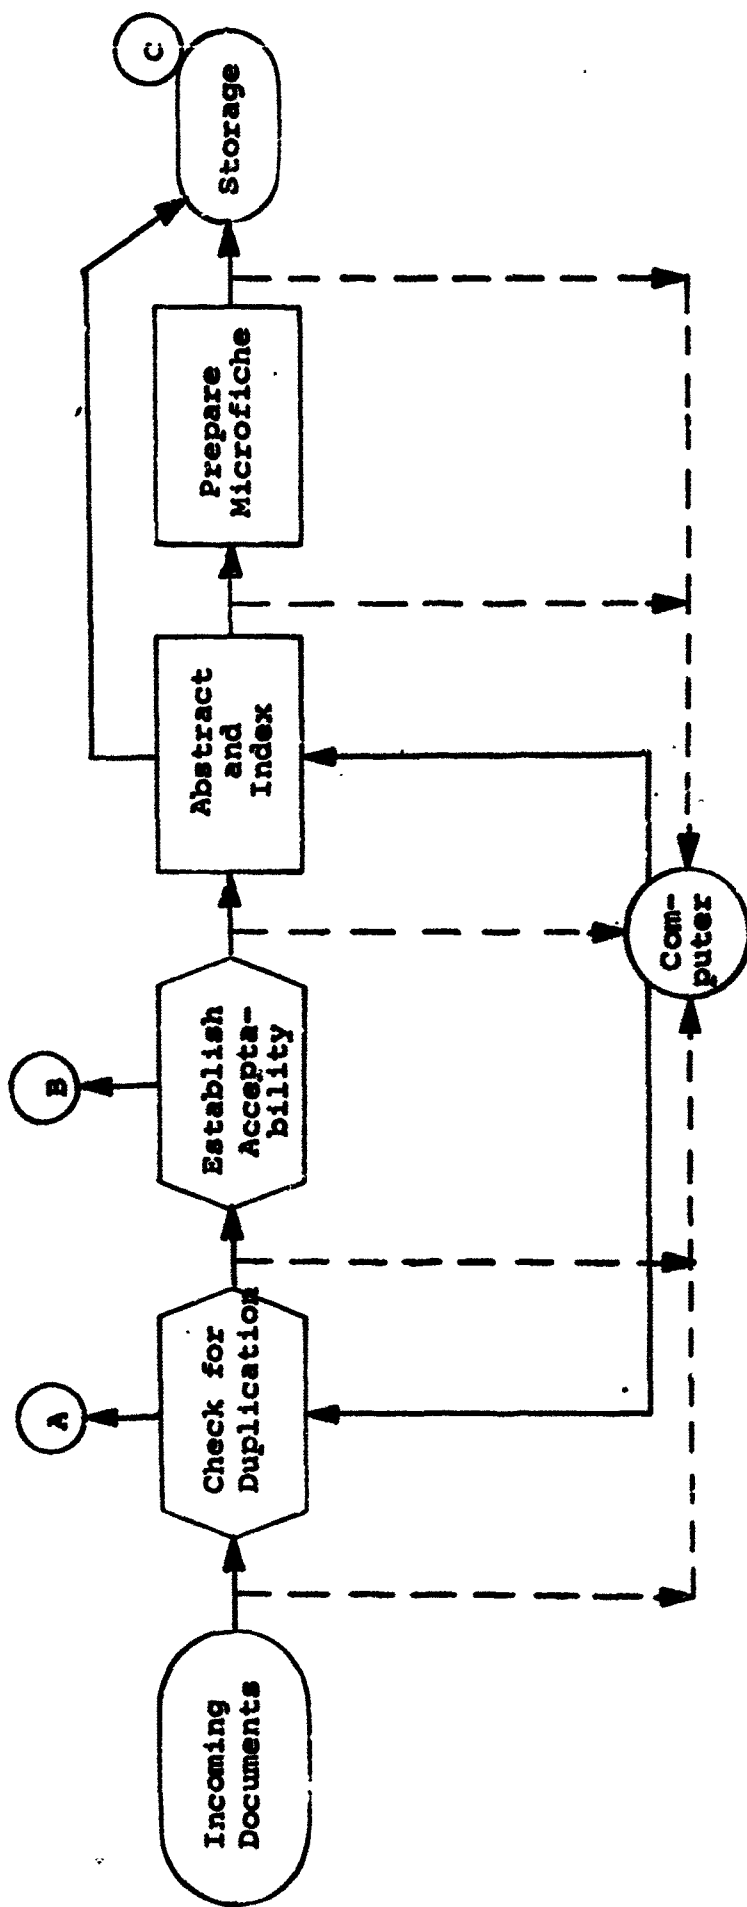 Incoming
Documents
A
Check for
Duplication
B
Establish
Accepta-
bility
Abstract
and
Index
Prepare
Microfiche
C
Storage
Com-
puter